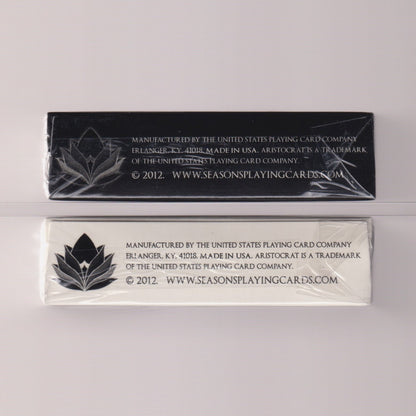 MANUFACTURED BY THE UNITED STATES PLAYING CARD COMPANY
ERLANGER, KY, 41018, MADE IN USA. ARISTOCRAT IS A TRADEMARK
OF THE UNITED STATES PLAYING CARD COMPANY.
© 2012. WWW.SEASONSPLAYINGCARDS.COM
MANUFACTURED BY THE UNITED STATES PLAYING CARD COMPANY
ERLANGER, KY, 41018, MADE IN USA. ARISTOCRAT IS A TRADEMARK
OF THE UNITED STATES PLAYING CARD COMPANY.
© 2012. WWW.SEASONSPLAYINGCARDS.COM